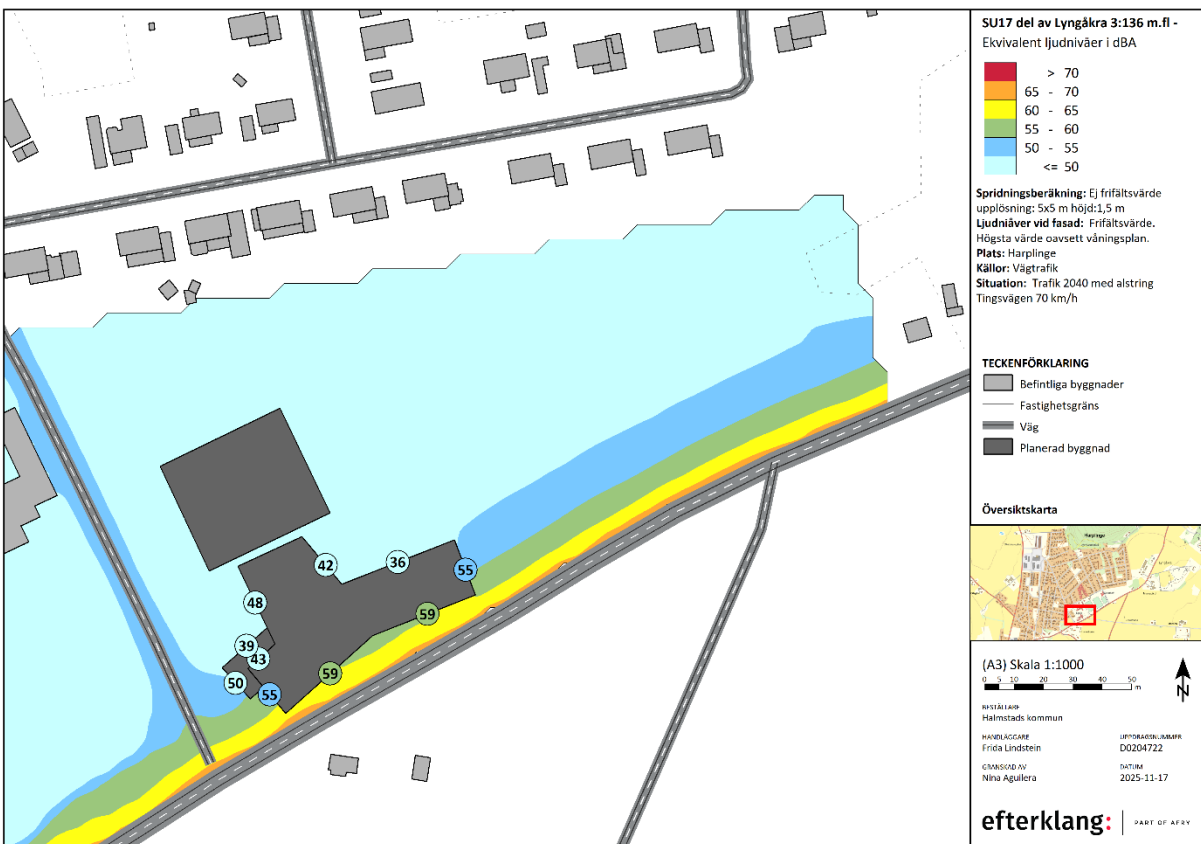 SU17 del av Lyngåkra 3:136 m.fl -
Ekvivalent ljudnivåer i dBA
> 70
65 - 70
60 - 65
55 - 60
50 - 55
<= 50
Spridningsberäkning: Ej frifältsvärde
upplösning: 5x5 m höjd:1,5 m
Ljudniåver vid fasad: Frifältsvärde.
Högsta värde oavsett våningsplan.
Plats: Harplinge
Källor: Vägtrafik
Situation: Trafik 2040 med alstring
Tingsvägen 70 km/h
TECKENFÖRKLARING
Befintliga byggnader
Fastighetsgräns
Väg
Planerad byggnad
Översiktskarta
Harplinge
(A3) Skala 1:1000
0 5 10 20 30 40 50
m
N
BESTÄLLARE
Halmstads kommun
HANDLÄGGARE
Frida Lindstein
UPPDRAGSNUMMER
D0204722
GRANSKAD AV
Nina Aguilera
DATUM
2025-11-17
efterklang: | PART OF AFRY
42
36
55
48
59
39
43
50
55
59